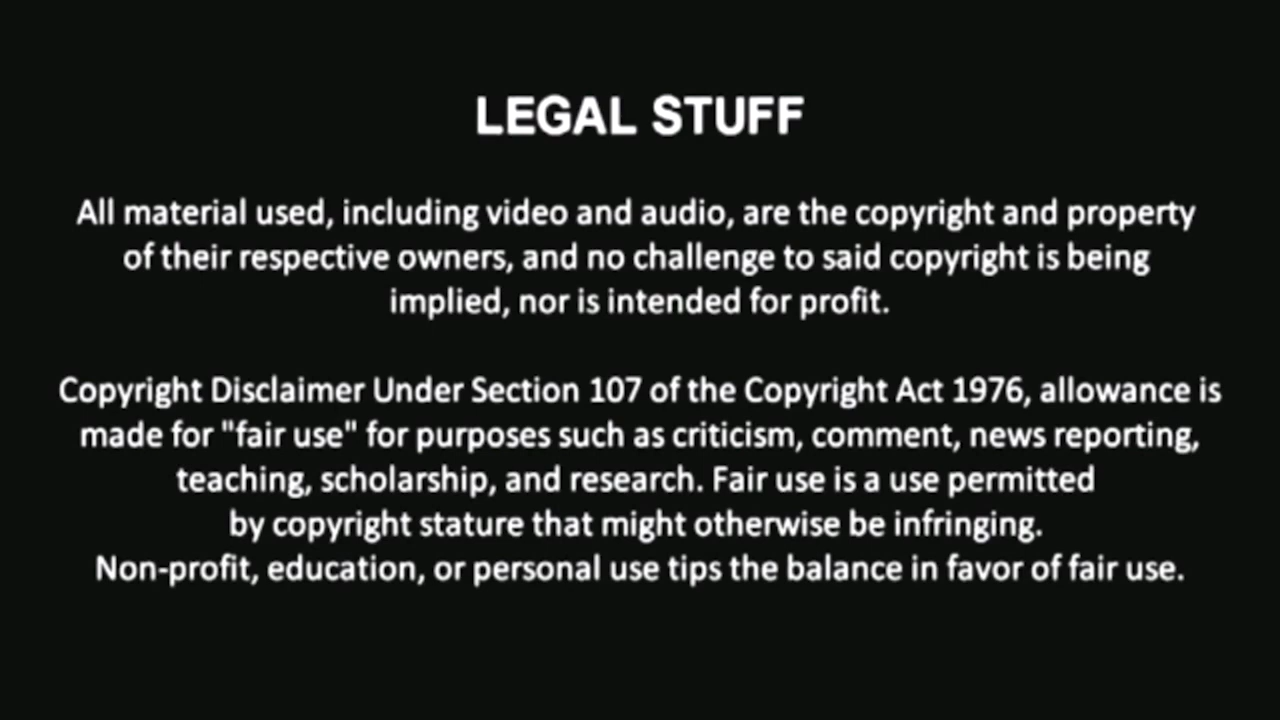 LEGAL STUFF
All material used, including video and audio, are the copyright and property
of their respective owners, and no challenge to said copyright is being
implied, nor is intended for profit.
Copyright Disclaimer Under Section 107 of the Copyright Act 1976, allowance is
made for "fair use" for purposes such as criticism, comment, news reporting,
teaching, scholarship, and research. Fair use is a use permitted
by copyright stature that might otherwise be infringing.
Non-profit, education, or personal use tips the balance in favor of fair use.